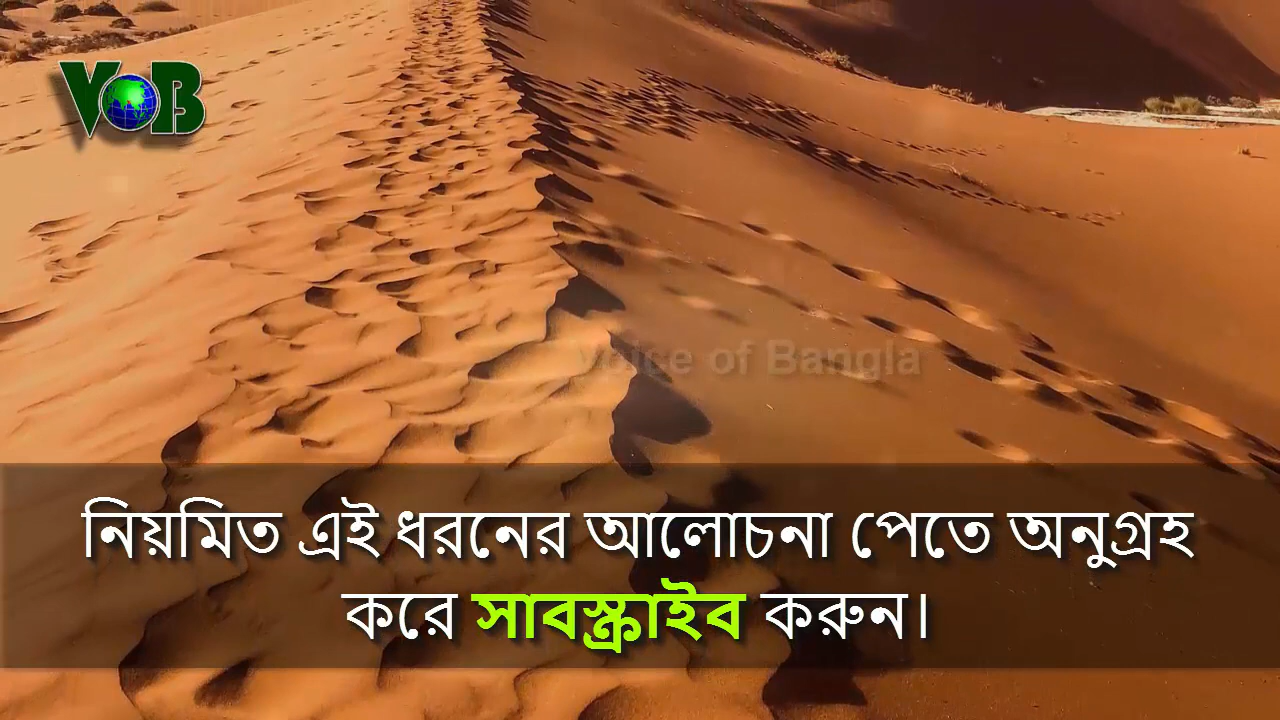 VOB
Voice of Bangla
নিয়মিত এই ধরনের আলোচনা পেতে অনুগ্রহ
করে সাবস্ক্রাইব করুন।